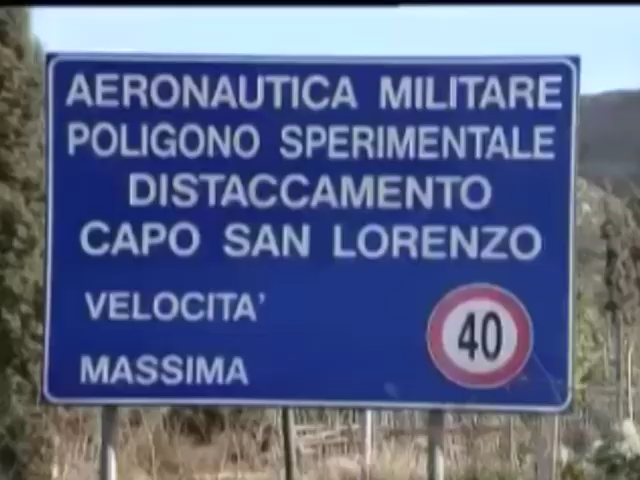 AERONAUTICA MILITARE
POLIGONO SPERIMENTALE
DISTACCAMENTO
CAPO SAN LORENZO
VELOCITA'
40
MASSIMA